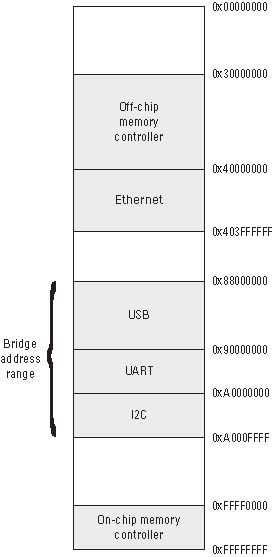 0x00000000
0x30000000
Off-chip
memory
controller
0x40000000
Ethernet
0x403FFFFF
0x88000000
USB
Bridge
address
range
0x90000000
UART
0xA0000000
I2C
0xA000FFFF
0xFFFF0000
On-chip memory
controller
0xFFFFFFFF